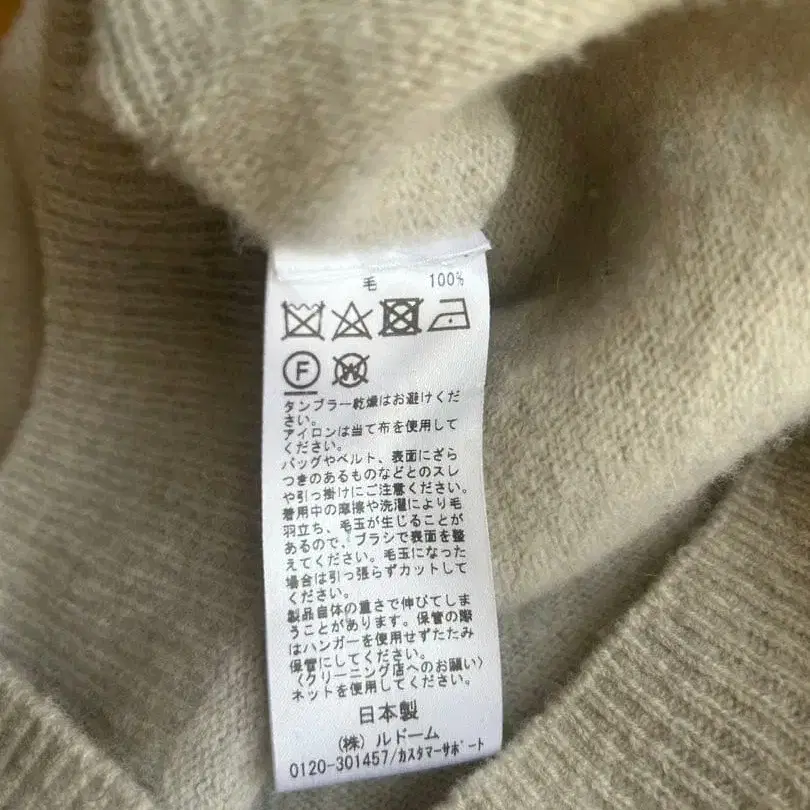 毛 100%
F
W
タンブラー乾燥はお避けくだ
さい。
アイロンは当て布を使用して
ください。
バッグやベルト、表面にざら
つきのあるものなどとのスレ
や引っ掛けにご注意ください。
着用中の摩擦や洗濯により毛
羽立ち、毛玉が生じることが
あるので、ブラシで表面を整
えてください。毛玉になった
場合は引っ張らずカットして
ください。
製品自体の重さで伸びてしま
うことがあります。保管の際
はハンガーを使用せずたたみ
保管にしてください。
〈クリーニング店へのお願い〉
ネットを使用してください。
日本製
(株) ルドーム
0120-301457/カスタマーサポート